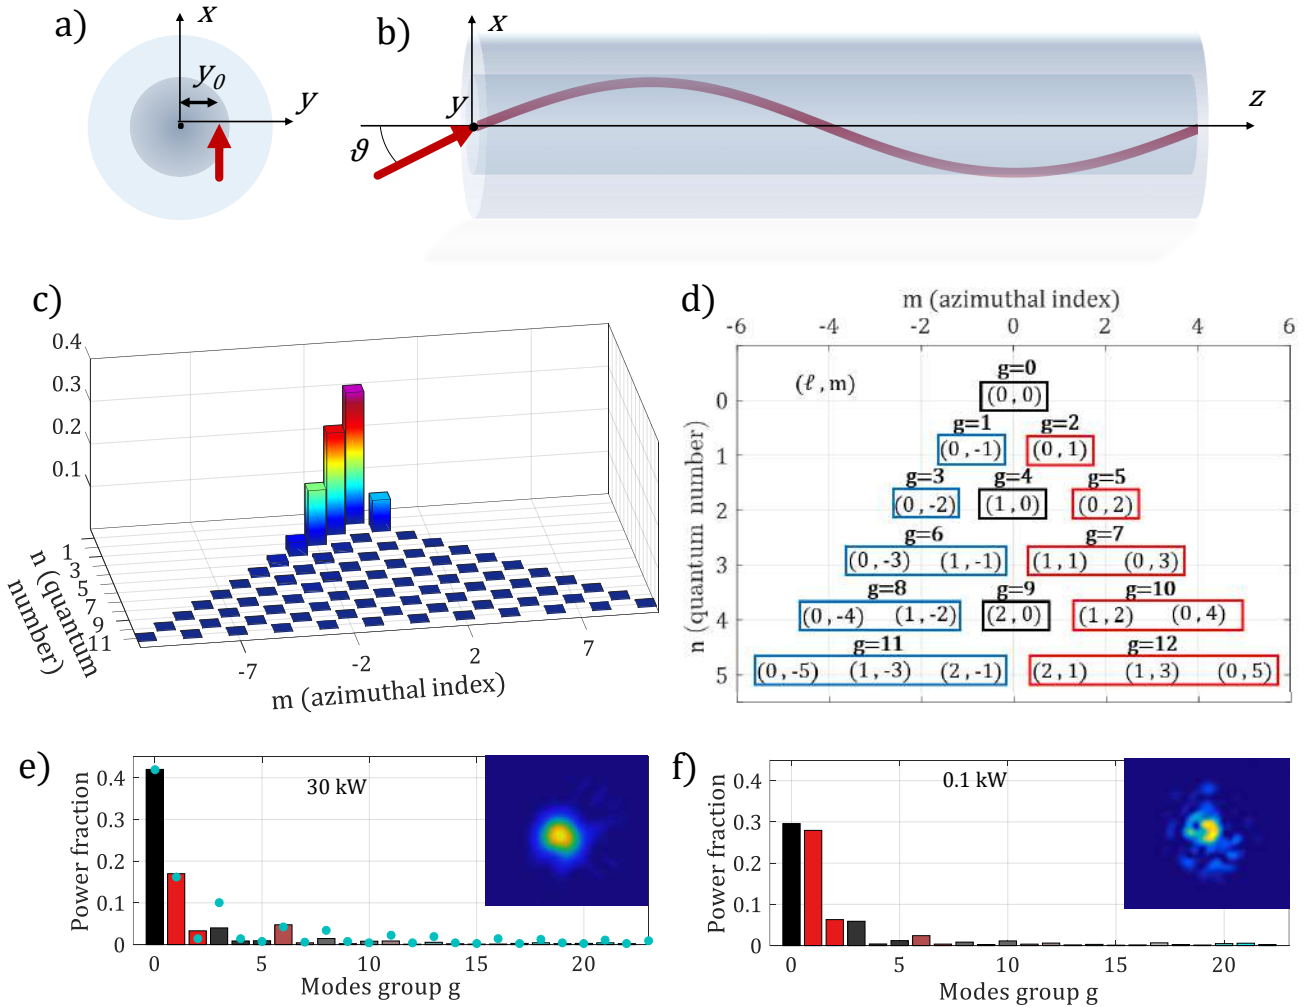 a)
x
y₀
y
b)
x
y
z
ϑ
c)
0.4
0.3
0.2
0.1
1
3
5
7
9
11
n (quantum
number)
-7
-2
2
7
m (azimuthal index)
d)
m (azimuthal index)
-6 -4 -2 0 2 4 6
(ℓ , m)
n (quantum number)
g=0
0 (0 , 0)
g=1 g=2
1 (0 , -1) (0 , 1)
g=3 g=4 g=5
2 (0 , -2) (1 , 0) (0 , 2)
g=6 g=7
3 (0 , -3) (1 , -1) (1 , 1) (0 , 3)
g=8 g=9 g=10
4 (0 , -4) (1 , -2) (2 , 0) (1 , 2) (0 , 4)
g=11 g=12
5 (0 , -5) (1 , -3) (2 , -1) (2 , 1) (1 , 3) (0 , 5)
e)
Power fraction
30 kW
0.4
0.3
0.2
0.1
0
0 5 10 15 20
Modes group g
f)
Power fraction
0.1 kW
0.4
0.3
0.2
0.1
0
0 5 10 15 20
Modes group g